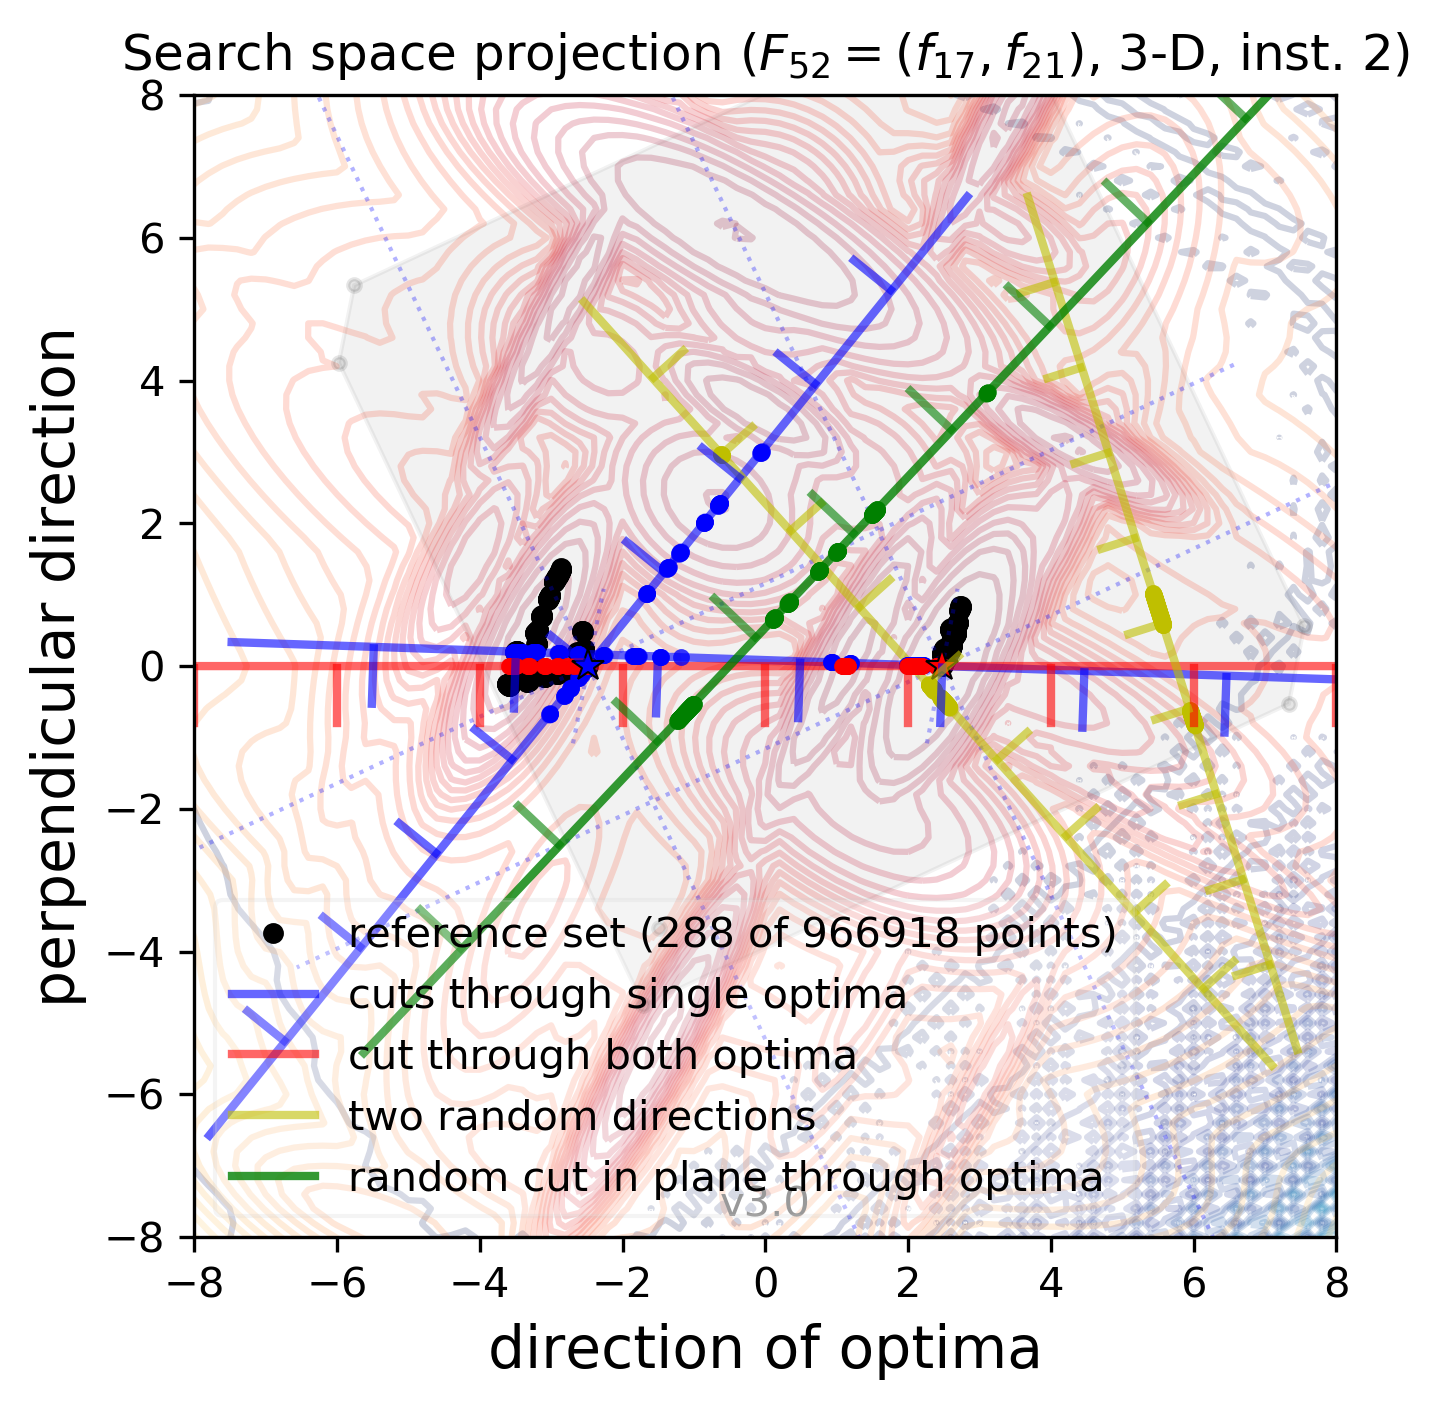 Search space projection (F₅₂ = (f₁₇, f₂₁), 3-D, inst. 2)
8
6
4
2
0
−2
−4
−6
−8
perpendicular direction
reference set (288 of 966918 points)
cuts through single optima
cut through both optima
two random directions
random cut in plane through optima
v3.0
−8 −6 −4 −2 0 2 4 6 8
direction of optima